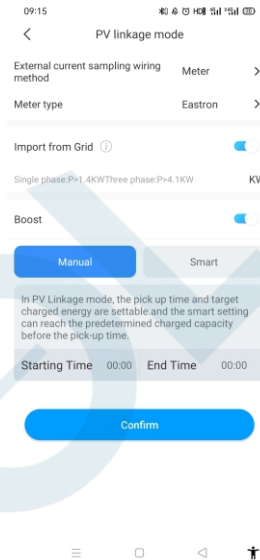 09:15
PV linkage mode
External current sampling wiring
method
Meter
Meter type
Eastron
Import from Grid
Single phase:P>1.4KWThree phase:P>4.1KW
KW
Boost
Manual
Smart
In PV Linkage mode, the pick up time and target
charged energy are settable.and the smart setting
can reach the predetermined charged capacity
before the pick-up time.
Starting Time 00:00 End Time 00:00
Confirm